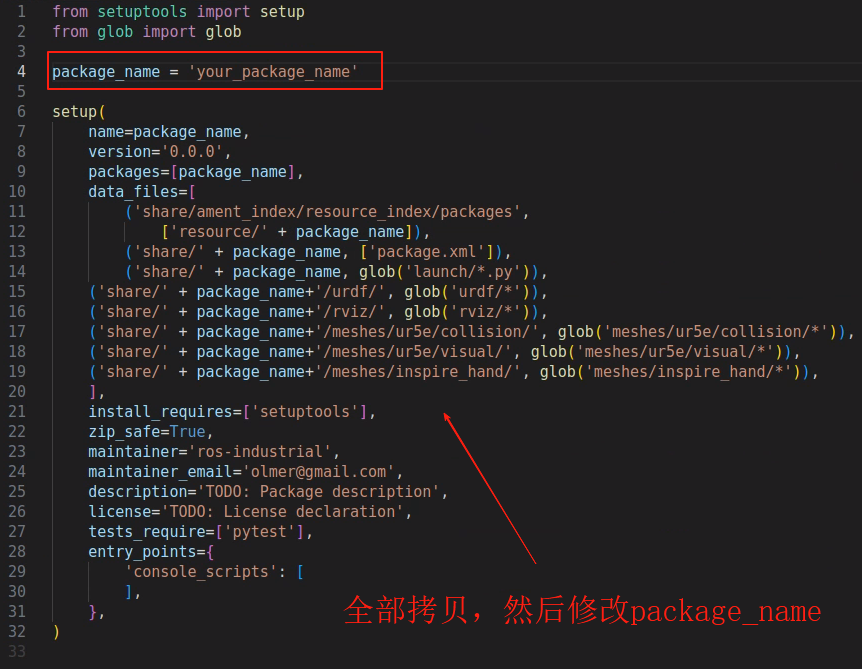 1 from setuptools import setup
2 from glob import glob
3
4 package_name = 'your_package_name'
5
6 setup(
7     name=package_name,
8     version='0.0.0',
9     packages=[package_name],
10     data_files=[
11         ('share/ament_index/resource_index/packages',
12             ['resource/' + package_name]),
13         ('share/' + package_name, ['package.xml']),
14         ('share/' + package_name, glob('launch/*.py')),
15     ('share/' + package_name+'/urdf/', glob('urdf/*')),
16     ('share/' + package_name+'/rviz/', glob('rviz/*')),
17     ('share/' + package_name+'/meshes/ur5e/collision/', glob('meshes/ur5e/collision/*')),
18     ('share/' + package_name+'/meshes/ur5e/visual/', glob('meshes/ur5e/visual/*')),
19     ('share/' + package_name+'/meshes/inspire_hand/', glob('meshes/inspire_hand/*')),
20     ],
21     install_requires=['setuptools'],
22     zip_safe=True,
23     maintainer='ros-industrial',
24     maintainer_email='olmer@gmail.com',
25     description='TODO: Package description',
26     license='TODO: License declaration',
27     tests_require=['pytest'],
28     entry_points={
29         'console_scripts': [
30         ],
31     },
32 )
33
全部拷贝，然后修改package_name